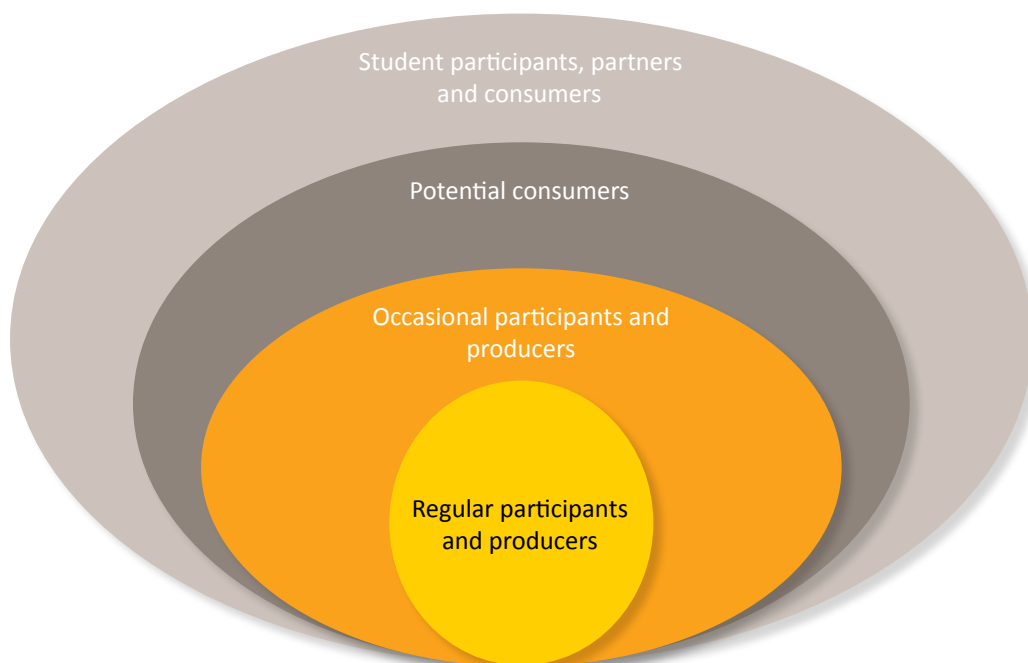 Student participants, partners
and consumers
Potential consumers
Occasional participants and
producers
Regular participants
and producers